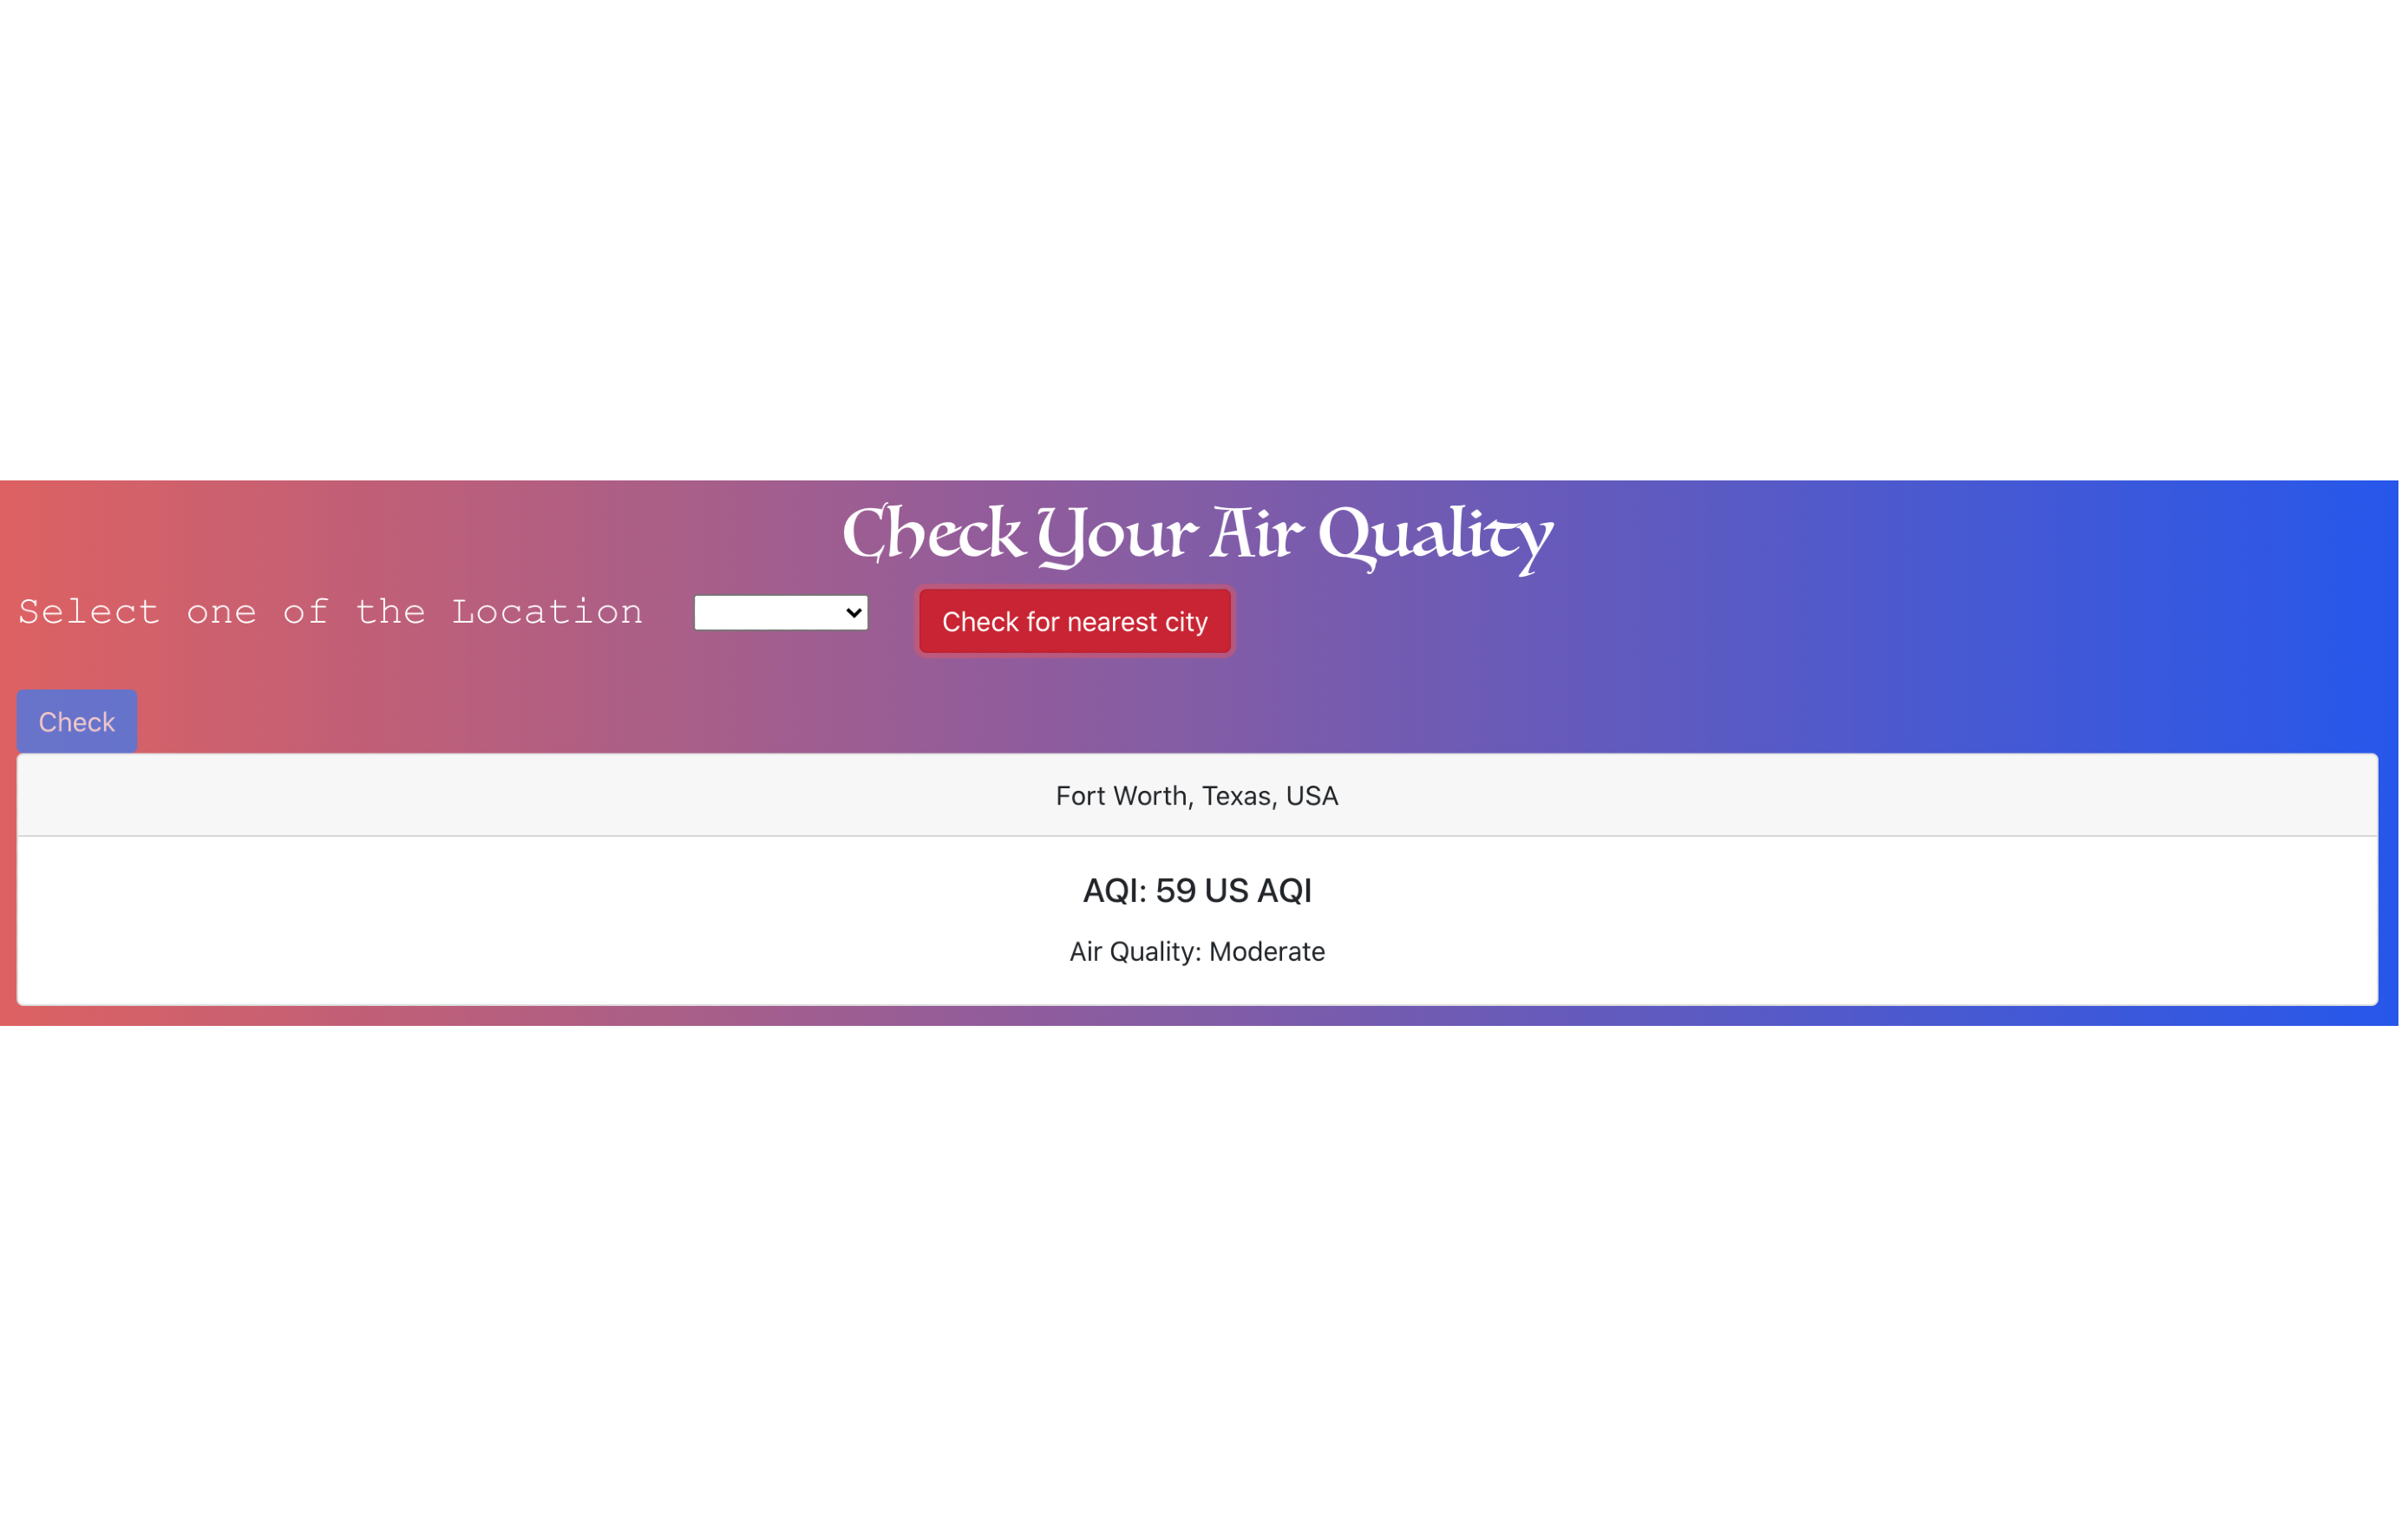 Check Your Air Quality
Select one of the Location
Check for nearest city
Check
Fort Worth, Texas, USA
AQI: 59 US AQI
Air Quality: Moderate